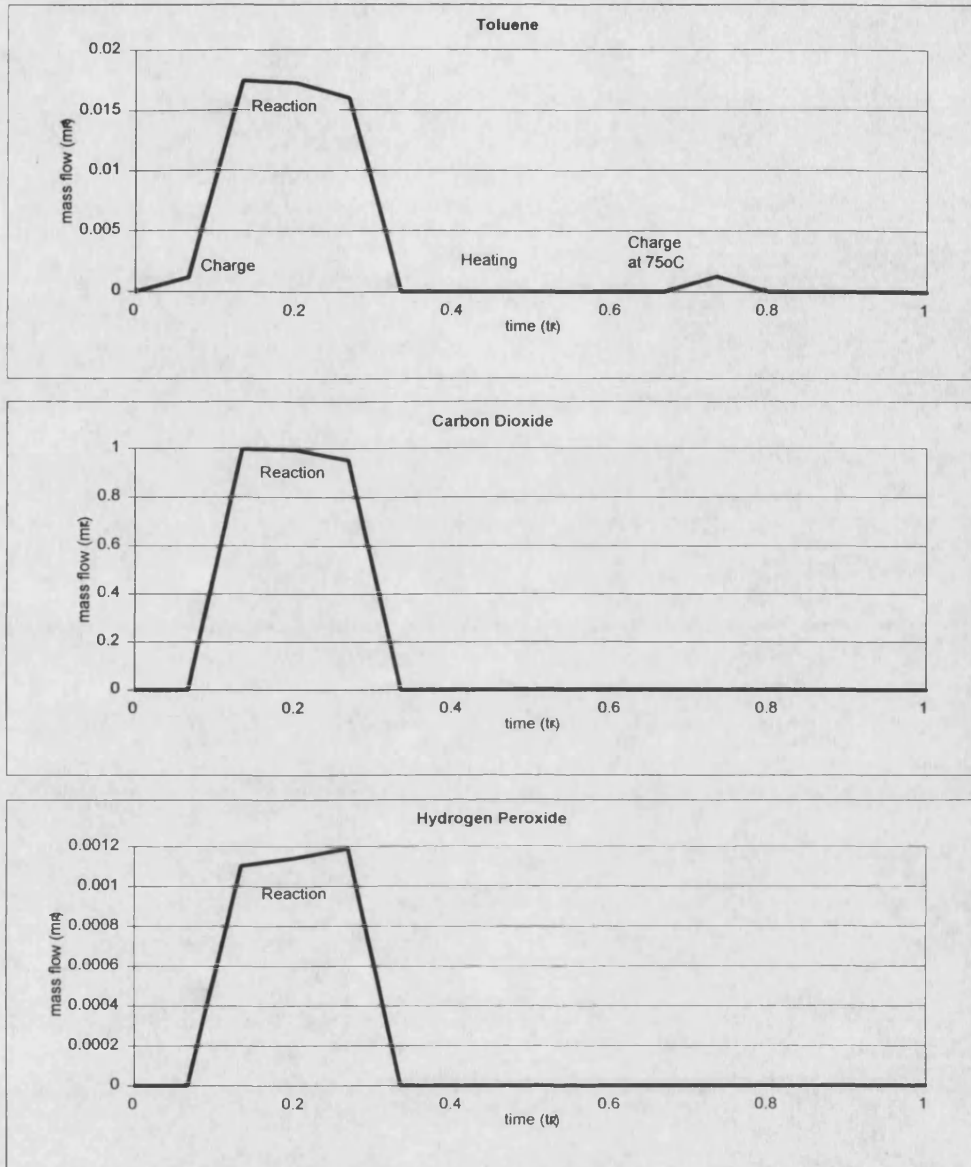 Toluene
0.02
0.015
0.01
0.005
0
mass flow
Reaction
Charge
Heating
Charge
at 75oC
0 0.2 0.4 0.6 0.8 1
time
Carbon Dioxide
1
0.8
0.6
0.4
0.2
0
mass flow
Reaction
0 0.2 0.4 0.6 0.8 1
time
Hydrogen Peroxide
0.0012
0.001
0.0008
0.0006
0.0004
0.0002
0
mass flow
Reaction
0 0.2 0.4 0.6 0.8 1
time